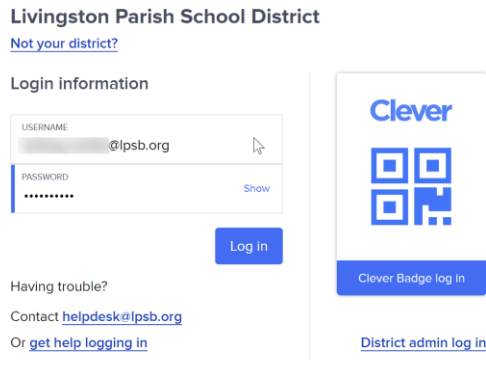 Livingston Parish School District
Not your district?
Login information
USERNAME
@lpsb.org
PASSWORD
••••••••••
Show
Log in
Having trouble?
Contact helpdesk@lpsb.org
Or get help logging in
Clever
Clever Badge log in
District admin log in